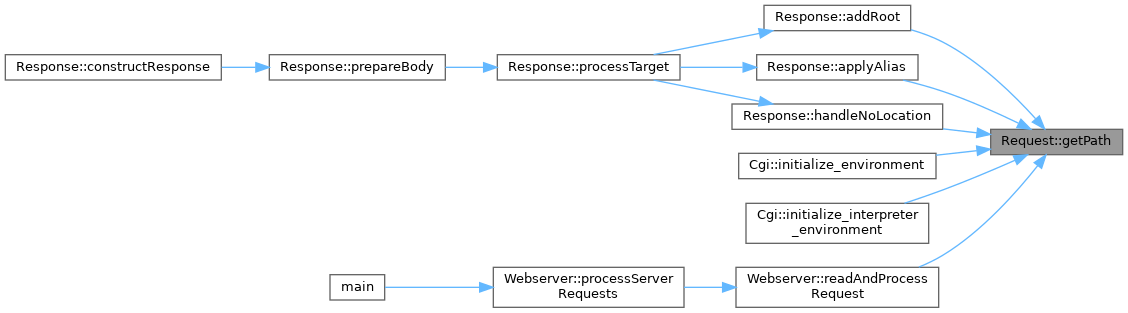 Response::addRoot
Response::constructResponse
Response::prepareBody
Response::processTarget
Response::applyAlias
Response::handleNoLocation
Request::getPath
Cgi::initialize_environment
Cgi::initialize_interpreter
_environment
main
Webserver::processServer
Requests
Webserver::readAndProcess
Request